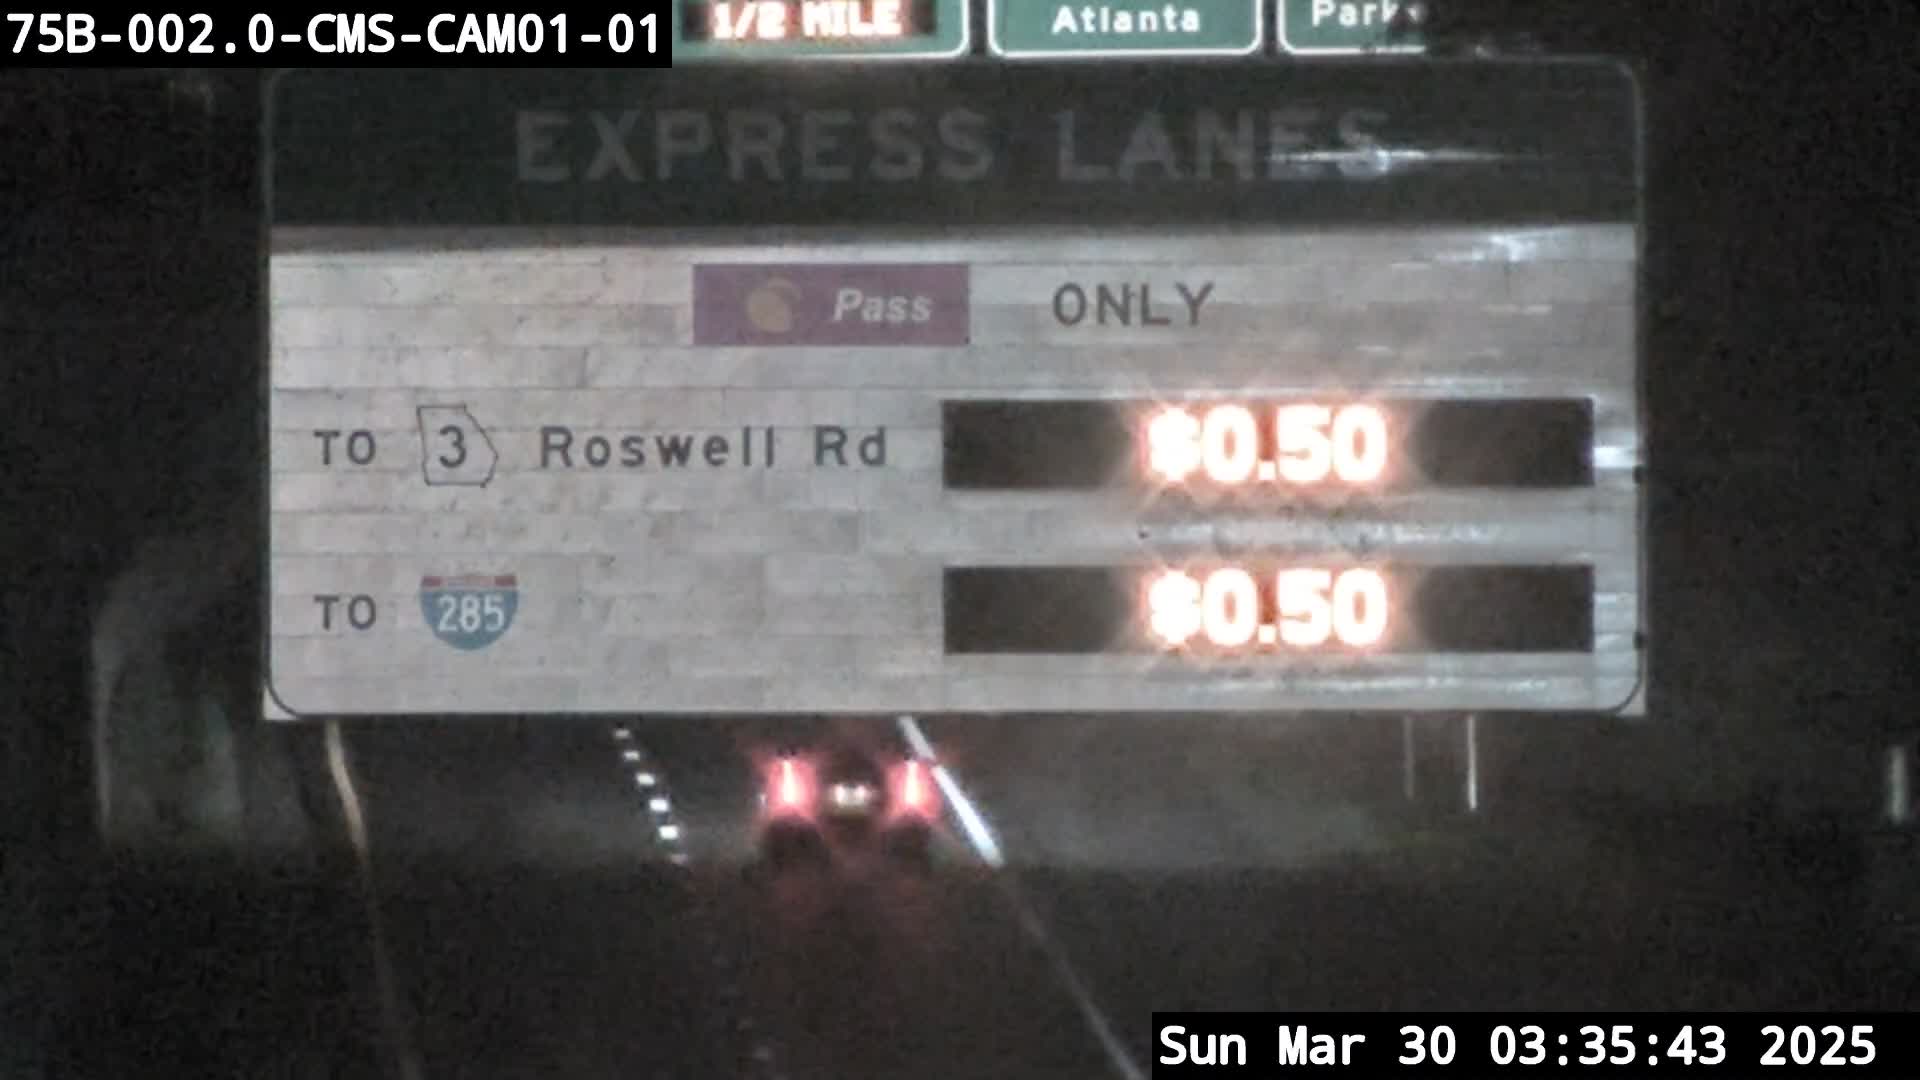 75B-002.0-CMS-CAM01-01
1/2 MILE
Atlanta
EXPRESS LANES
Pass ONLY
TO 3 Roswell Rd $0.50
TO 285 $0.50
Sun Mar 30 03:35:43 2025